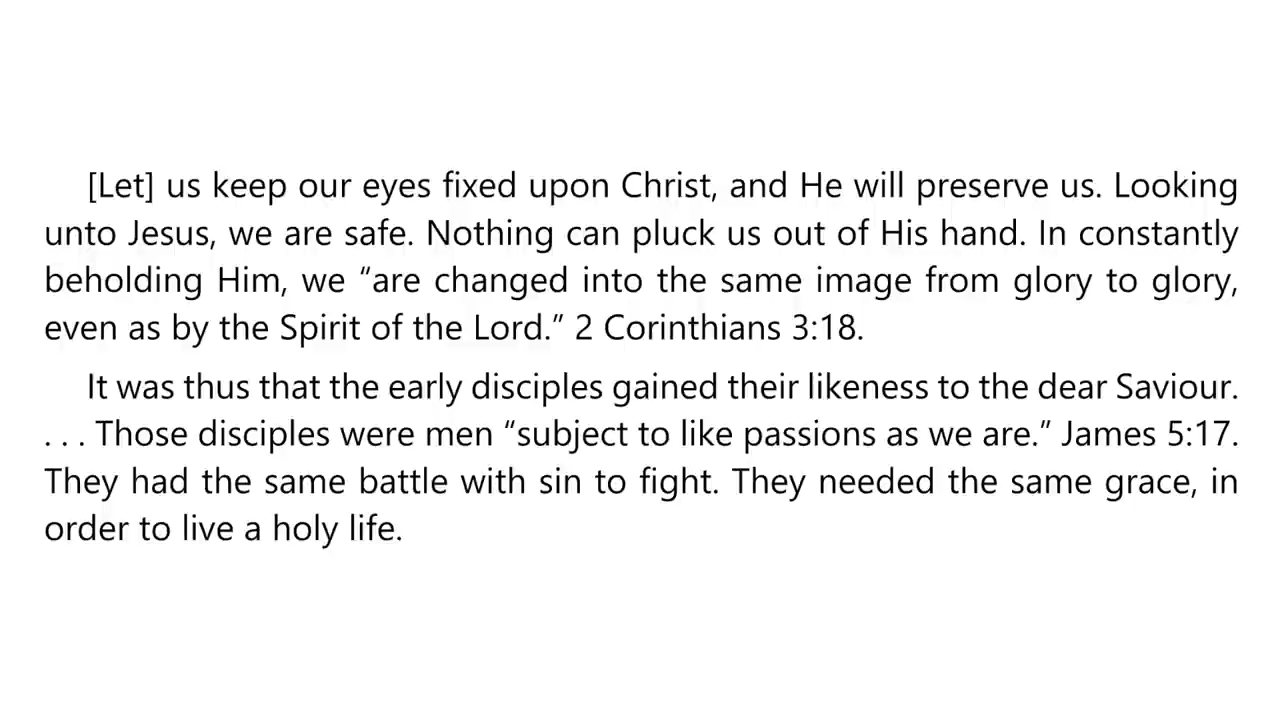 [Let] us keep our eyes fixed upon Christ, and He will preserve us. Looking
unto Jesus, we are safe. Nothing can pluck us out of His hand. In constantly
beholding Him, we “are changed into the same image from glory to glory,
even as by the Spirit of the Lord.” 2 Corinthians 3:18.
It was thus that the early disciples gained their likeness to the dear Saviour.
. . . Those disciples were men “subject to like passions as we are.” James 5:17.
They had the same battle with sin to fight. They needed the same grace, in
order to live a holy life.